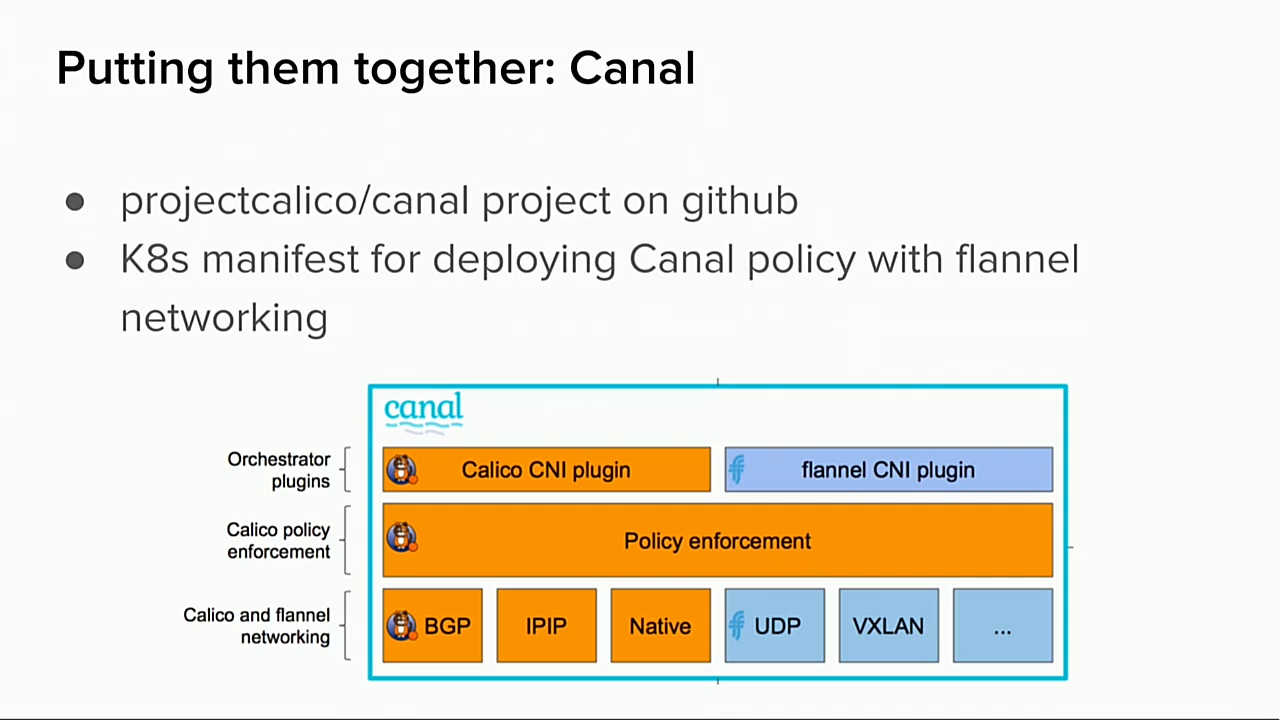 Putting them together: Canal
● projectcalico/canal project on github
● K8s manifest for deploying Canal policy with flannel
networking
canal
Orchestrator
plugins
Calico CNI plugin
flannel CNI plugin
Calico policy
enforcement
Policy enforcement
Calico and flannel
networking
BGP
IPIP
Native
UDP
VXLAN
...